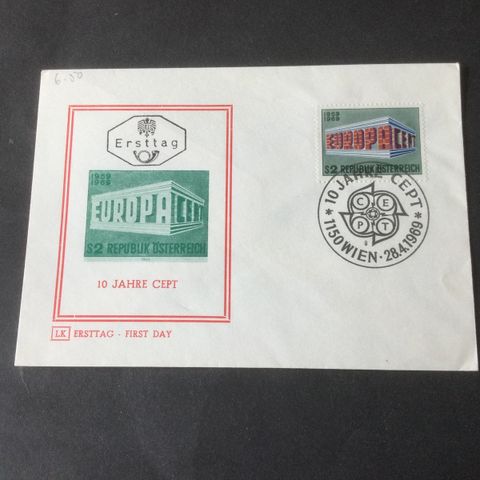 6.50
Ersttag
1959
1969
EUROPA CEPT
S2 REPUBLIK ÖSTERREICH
10 JAHRE CEPT
LK ERSTTAG - FIRST DAY
1959
1969
EUROPA CEPT
S2 REPUBLIK ÖSTERREICH
* 10 JAHRE CEPT *
CEPT
1150 WIEN · 28.4.1969